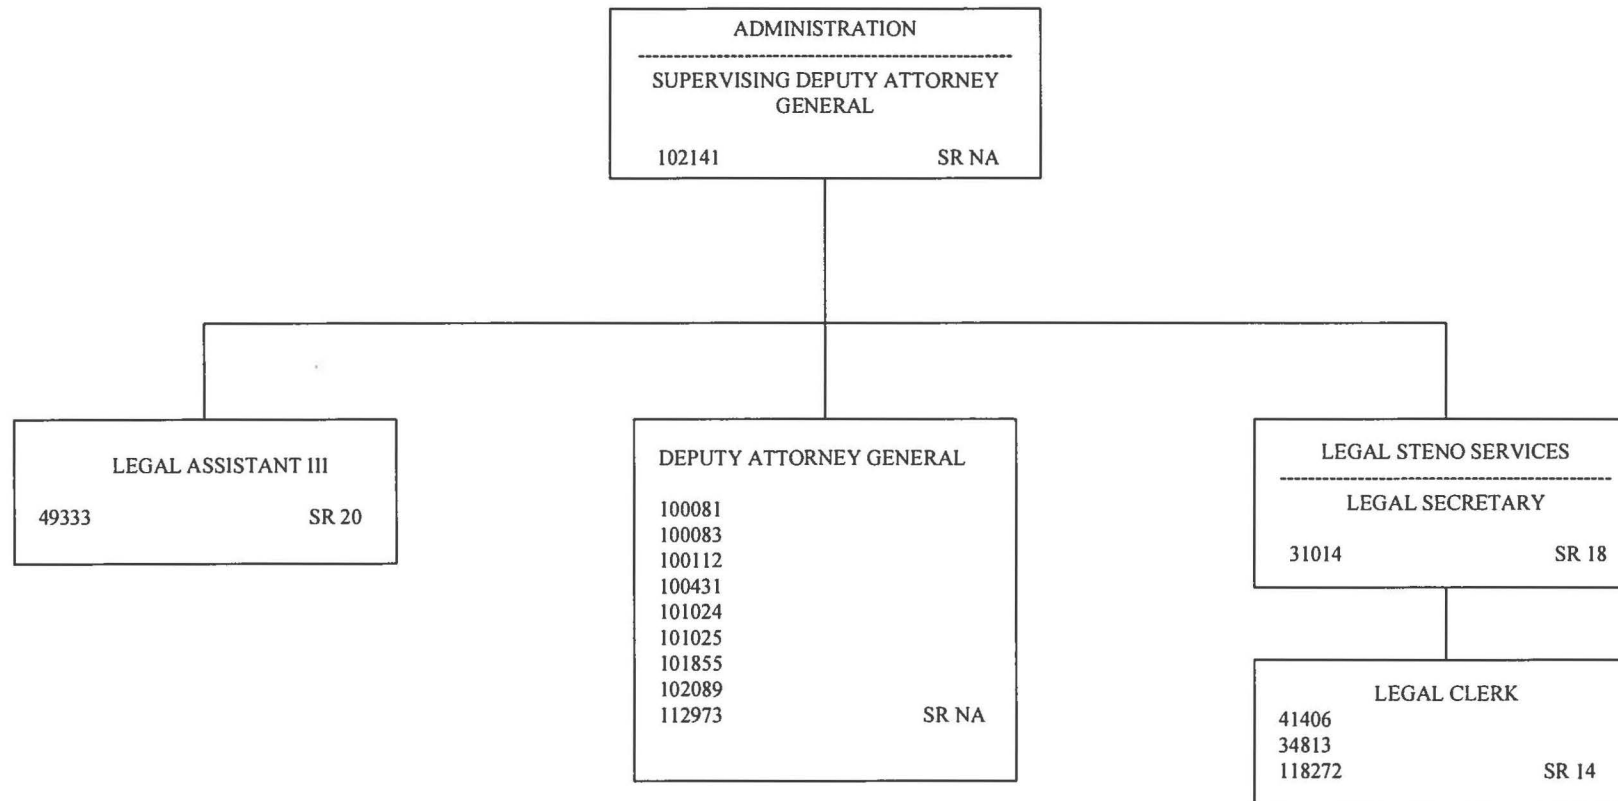 ADMINISTRATION
SUPERVISING DEPUTY ATTORNEY
GENERAL
102141 SR NA
LEGAL ASSISTANT III
49333 SR 20
DEPUTY ATTORNEY GENERAL
100081
100083
100112
100431
101024
101025
101855
102089
112973 SR NA
LEGAL STENO SERVICES
LEGAL SECRETARY
31014 SR 18
LEGAL CLERK
41406
34813
118272 SR 14